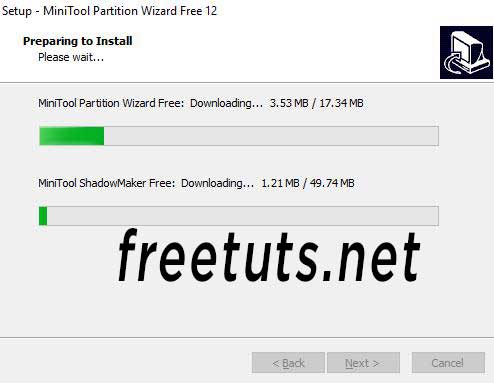 Setup - MiniTool Partition Wizard Free 12
Preparing to Install
Please wait...
MiniTool Partition Wizard Free: Downloading... 3.53 MB / 17.34 MB
MiniTool ShadowMaker Free: Downloading... 1.21 MB / 49.74 MB
freetuts.net
< Back Next > Cancel